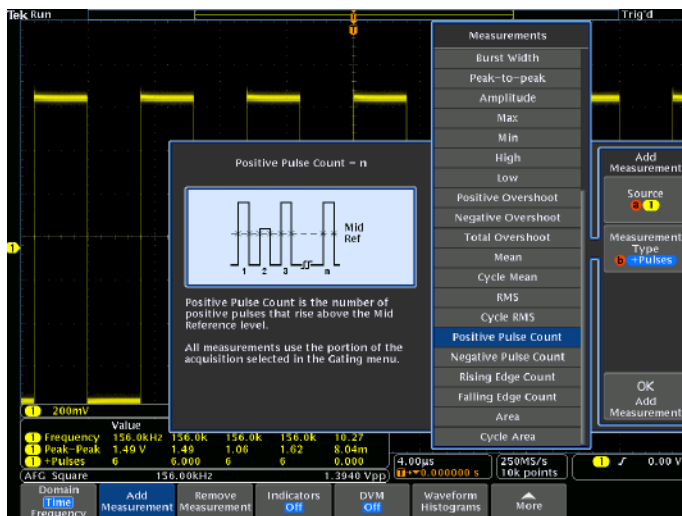 Tek Run
Trig'd
T
T
Measurements
Burst Width
Peak-to-peak
Amplitude
Max
Min
High
Low
Positive Overshoot
Negative Overshoot
Total Overshoot
Mean
Cycle Mean
RMS
Cycle RMS
Positive Pulse Count
Negative Pulse Count
Rising Edge Count
Falling Edge Count
Area
Cycle Area
Positive Pulse Count - n
Mid
Ref
1 2 3 n
Positive Pulse Count is the number of
positive pulses that rise above the Mid
Reference level.
All measurements use the portion of the
acquisition selected in the Gating menu.
Add
Measurement
Source
a 1
Measurement
Type
b +Pulses
OK
Add
Measurement
1
1 200mV
Value
1 Frequency 156.0kHz 156.0k 156.0k 156.0k 10.27
1 Peak-Peak 1.49 V 1.49 1.06 1.62 8.04m
1 +Pulses 6 6.000 6 6 0.000
4.00µs
T→▼0.000000 s
250MS/s
10k points
1 0.00 V
AFG Square 156.00kHz 1.3940 Vpp
Domain
Time
Frequency
Add
Measurement
Remove
Measurement
Indicators
Off
DVM
Off
Waveform
Histograms
More